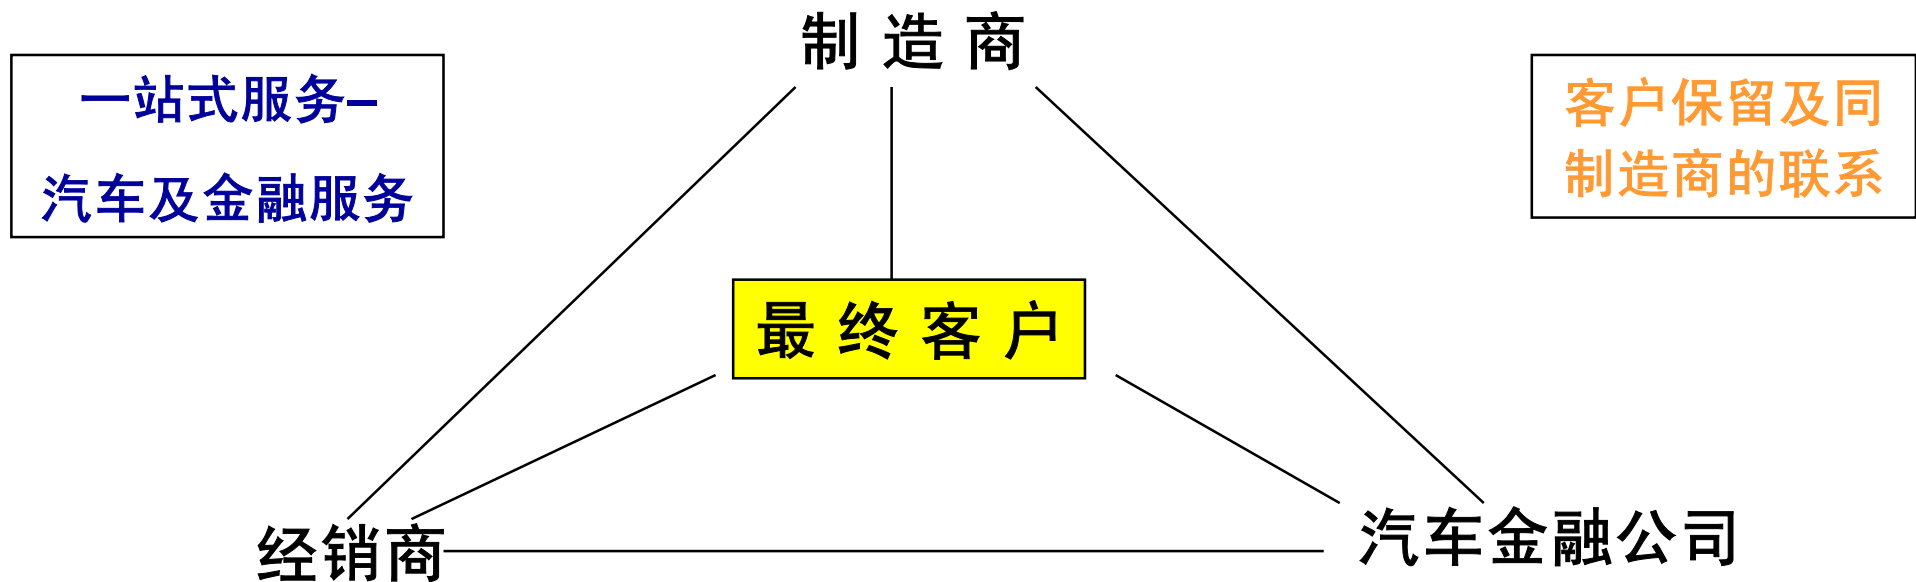 制造商
一站式服务–
汽车及金融服务
客户保留及同
制造商的联系
最终客户
经销商
汽车金融公司